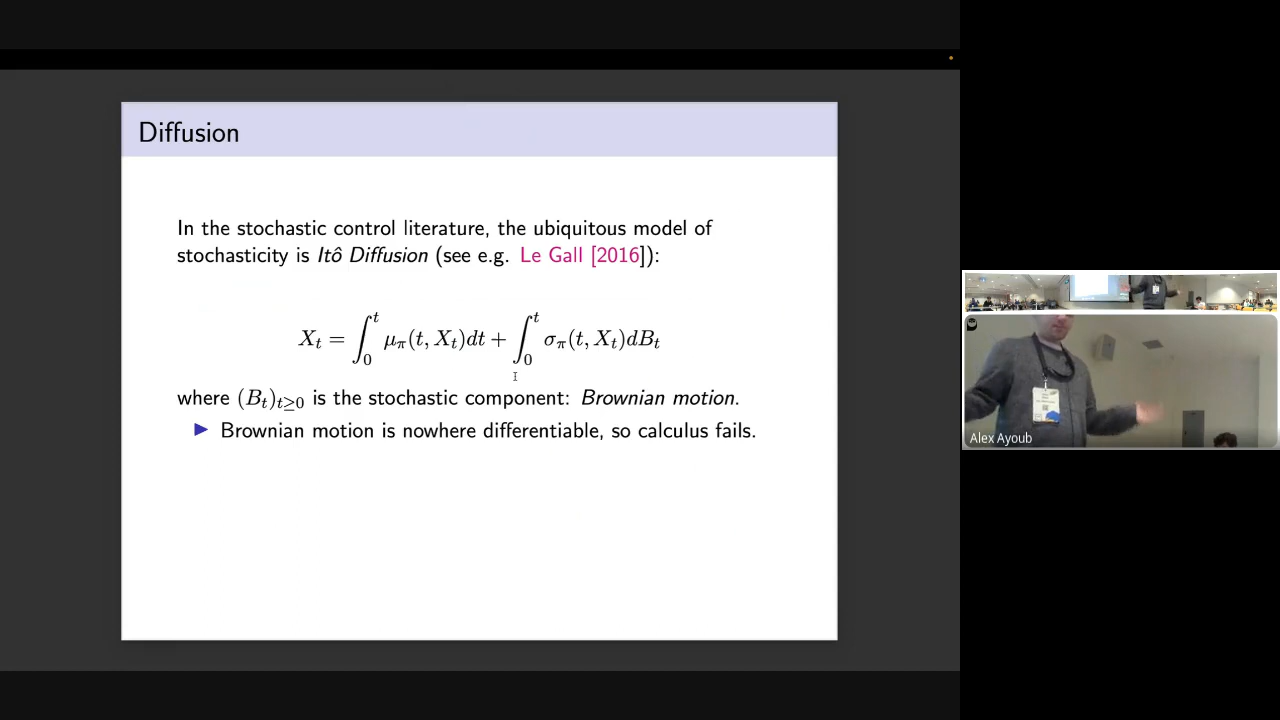 Diffusion
In the stochastic control literature, the ubiquitous model of
stochasticity is Itô Diffusion (see e.g. Le Gall [2016]):
X_t = ∫_0^t μ_π(t, X_t)dt + ∫_0^t σ_π(t, X_t)dB_t
where (B_t)_{t≥0} is the stochastic component: Brownian motion.
▶ Brownian motion is nowhere differentiable, so calculus fails.
Alex Ayoub